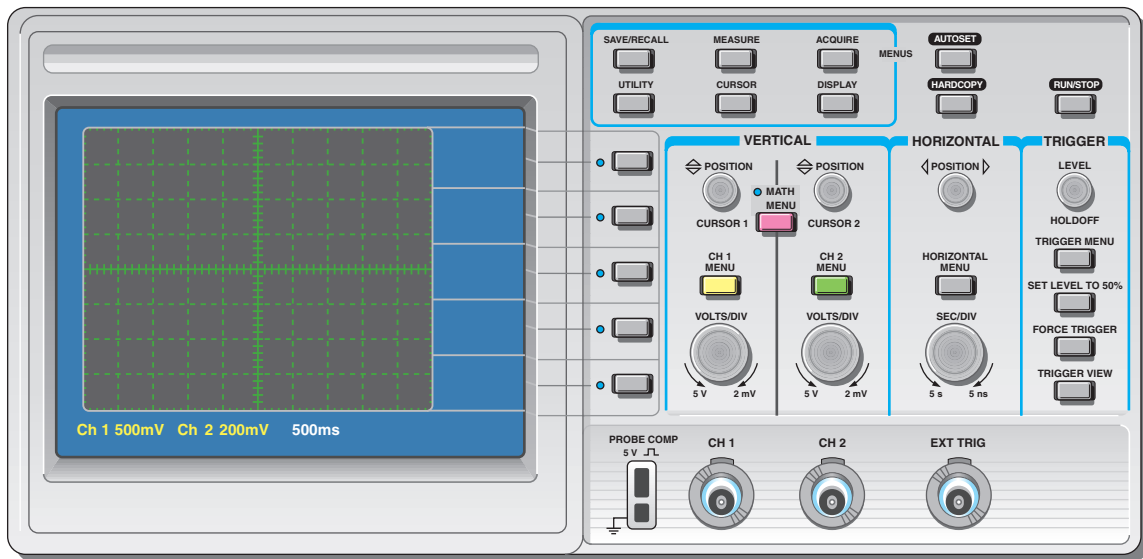 SAVE/RECALL MEASURE ACQUIRE
MENUS
AUTOSET
UTILITY CURSOR DISPLAY
HARDCOPY
RUN/STOP
VERTICAL
HORIZONTAL
TRIGGER
POSITION
POSITION
POSITION
LEVEL
MATH
MENU
CURSOR 1
CURSOR 2
HOLDOFF
TRIGGER MENU
CH 1
MENU
CH 2
MENU
HORIZONTAL
MENU
SET LEVEL TO 50%
VOLTS/DIV
VOLTS/DIV
SEC/DIV
FORCE TRIGGER
TRIGGER VIEW
5 V 2 mV
5 V 2 mV
5 s 5 ns
Ch 1 500mV Ch 2 200mV 500ms
PROBE COMP
5 V
CH 1
CH 2
EXT TRIG